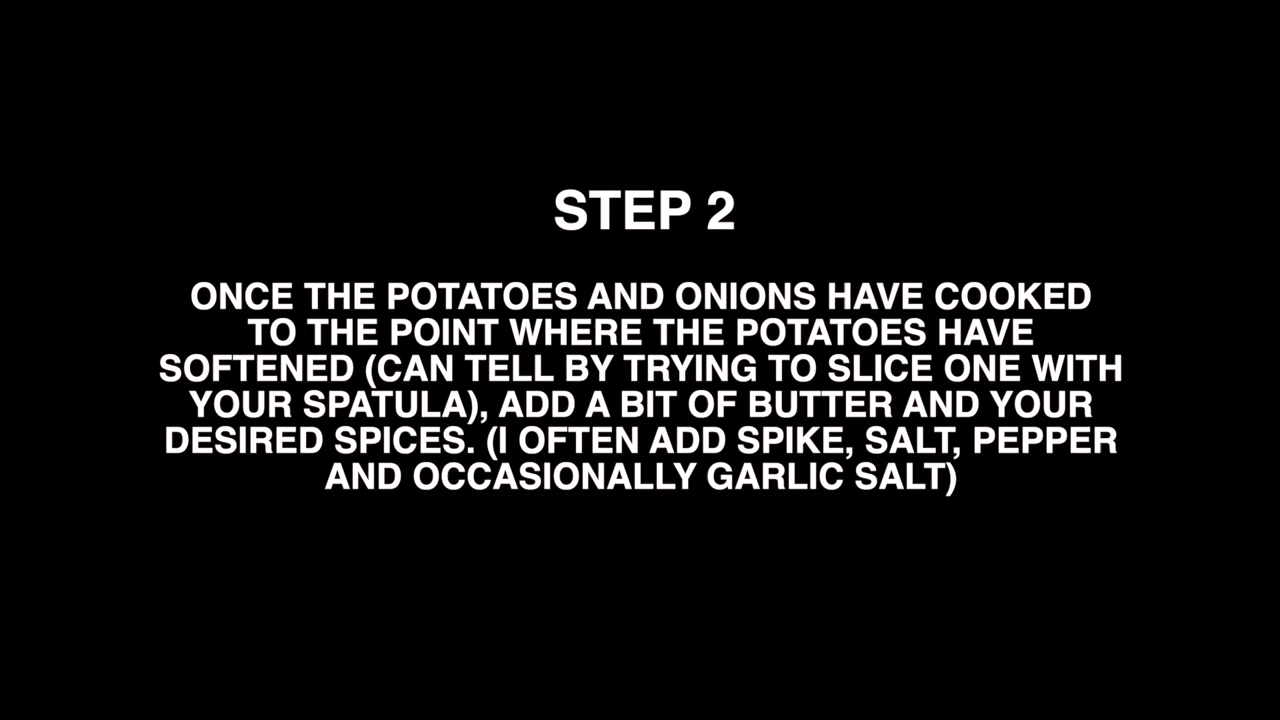 STEP 2
ONCE THE POTATOES AND ONIONS HAVE COOKED
TO THE POINT WHERE THE POTATOES HAVE
SOFTENED (CAN TELL BY TRYING TO SLICE ONE WITH
YOUR SPATULA), ADD A BIT OF BUTTER AND YOUR
DESIRED SPICES. (I OFTEN ADD SPIKE, SALT, PEPPER
AND OCCASIONALLY GARLIC SALT)